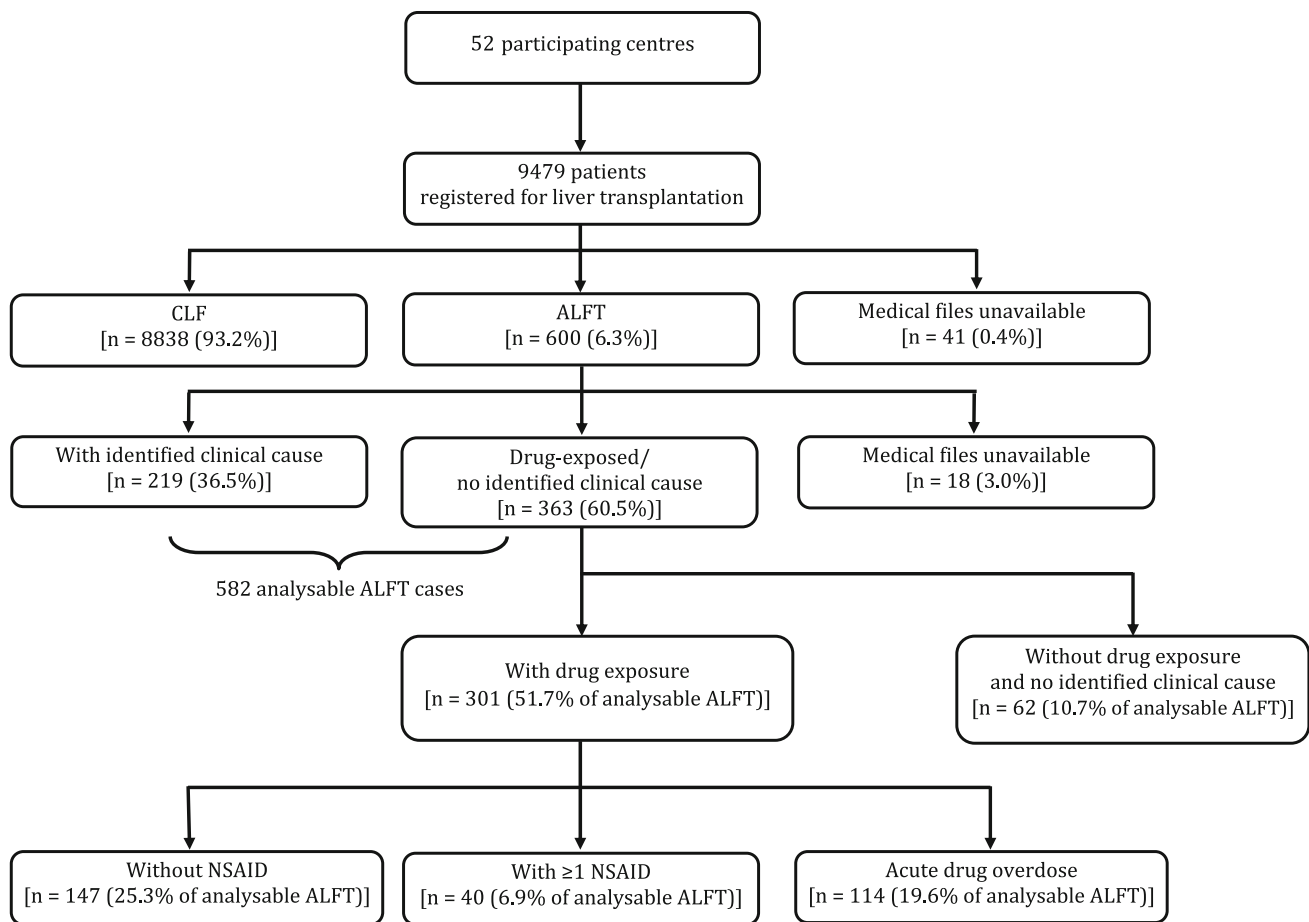 52 participating centres
9479 patients
registered for liver transplantation
CLF
[n = 8838 (93.2%)]
ALFT
[n = 600 (6.3%)]
Medical files unavailable
[n = 41 (0.4%)]
With identified clinical cause
[n = 219 (36.5%)]
Drug-exposed/
no identified clinical cause
[n = 363 (60.5%)]
Medical files unavailable
[n = 18 (3.0%)]
582 analysable ALFT cases
With drug exposure
[n = 301 (51.7% of analysable ALFT)]
Without drug exposure
and no identified clinical cause
[n = 62 (10.7% of analysable ALFT)]
Without NSAID
[n = 147 (25.3% of analysable ALFT)]
With ≥1 NSAID
[n = 40 (6.9% of analysable ALFT)]
Acute drug overdose
[n = 114 (19.6% of analysable ALFT)]